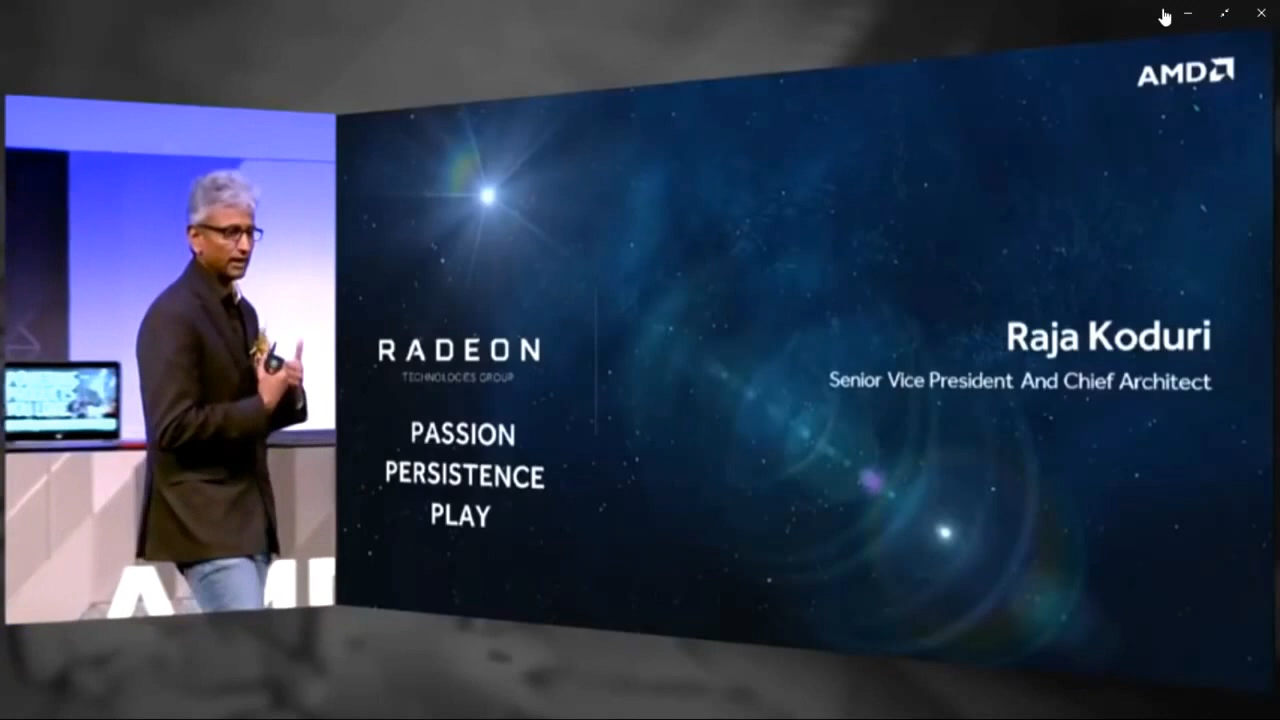 AMD
RADEON
TECHNOLOGIES GROUP
PASSION
PERSISTENCE
PLAY
Raja Koduri
Senior Vice President And Chief Architect